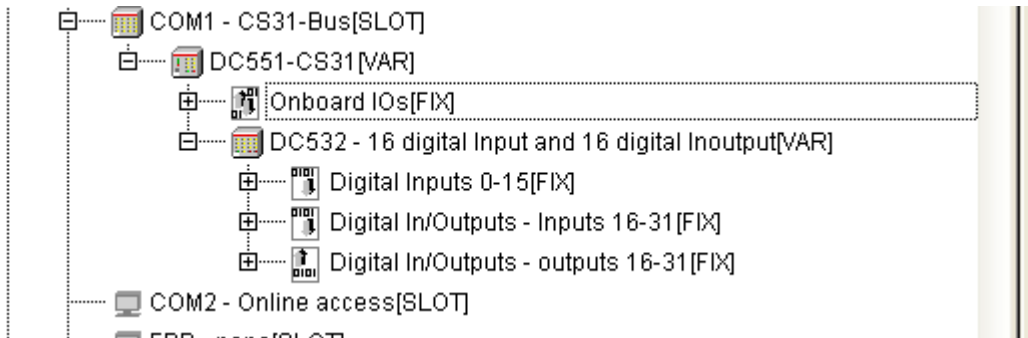 COM1 - CS31-Bus[SLOT]
DC551-CS31[VAR]
Onboard IOs[FIX]
DC532 - 16 digital Input and 16 digital Inoutput[VAR]
Digital Inputs 0-15[FIX]
Digital In/Outputs - Inputs 16-31[FIX]
Digital In/Outputs - outputs 16-31[FIX]
COM2 - Online access[SLOT]